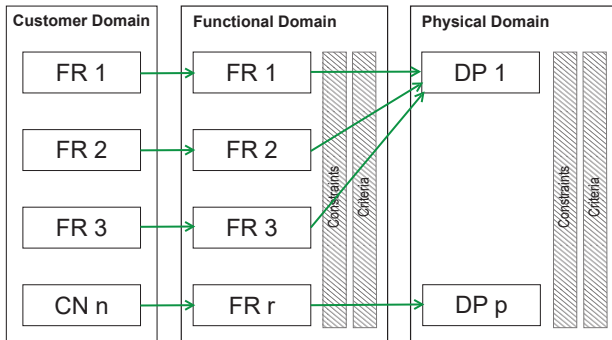 Customer Domain
FR 1
FR 2
FR 3
CN n
Functional Domain
FR 1
FR 2
FR 3
FR r
Constraints
Criteria
Physical Domain
DP 1
DP p
Constraints
Criteria